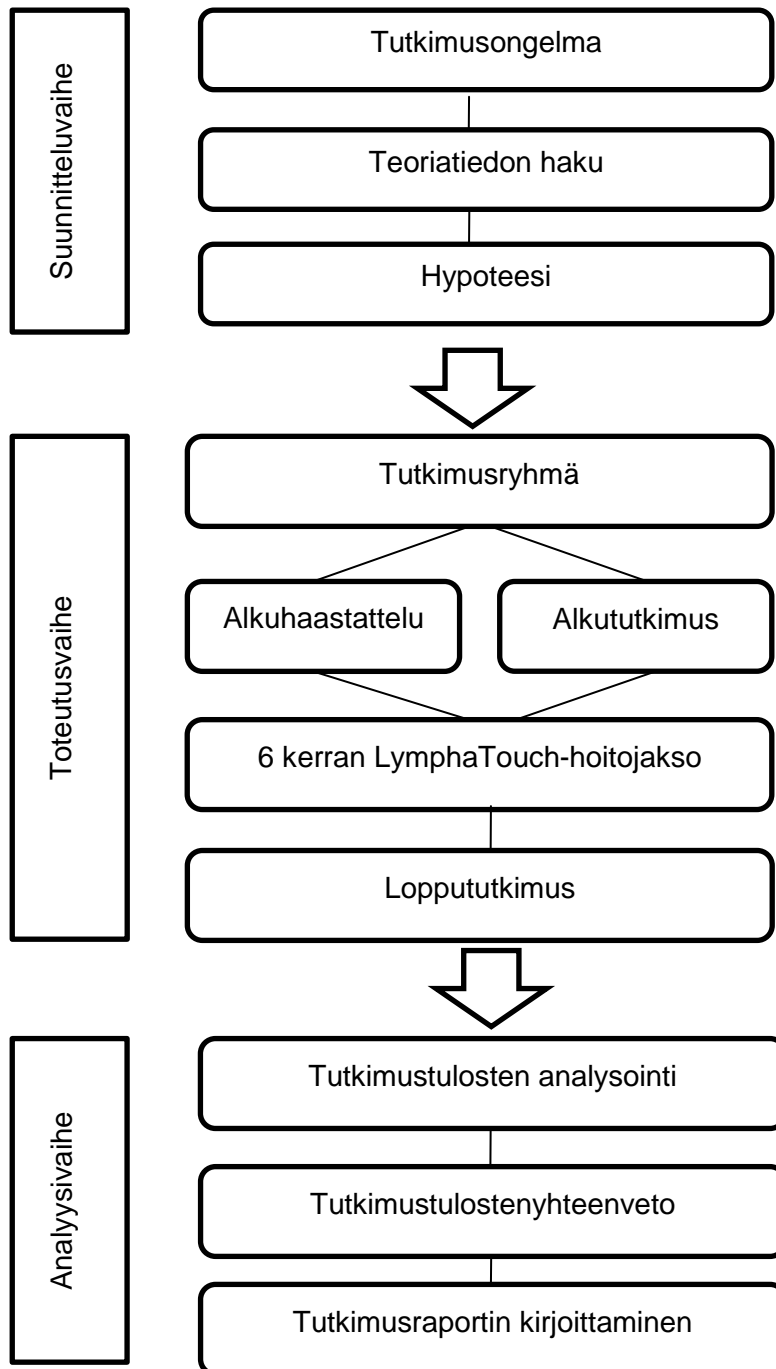 Suunnitteluvaihe
Tutkimusongelma
Teoriatiedon haku
Hypoteesi
Toteutusvaihe
Tutkimusryhmä
Alkuhaastattelu
Alkututkimus
6 kerran LymphaTouch-hoitojakso
Loppututkimus
Analyysivaihe
Tutkimustulosten analysointi
Tutkimustulostenyhteenveto
Tutkimusraportin kirjoittaminen